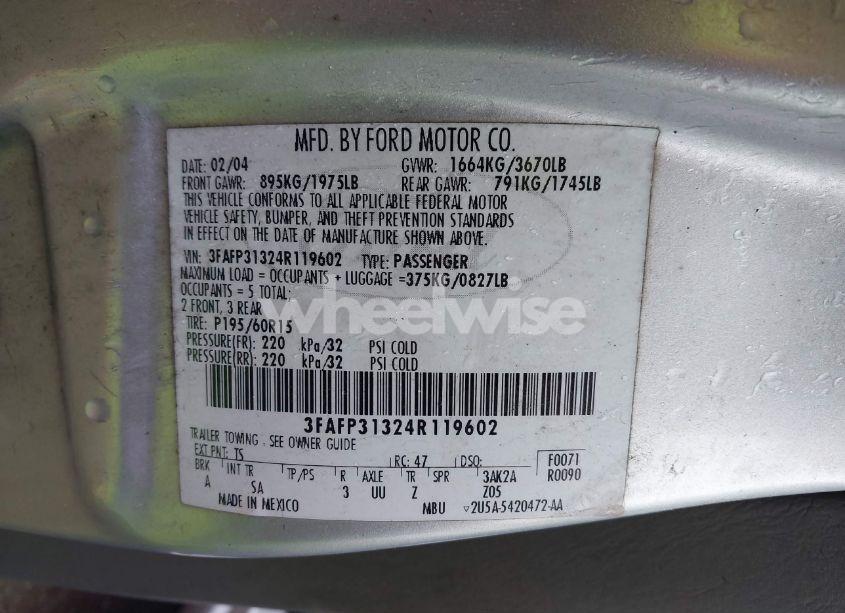 MFD. BY FORD MOTOR CO.
DATE: 02/04 GVWR: 1664KG/3670LB
FRONT GAWR: 895KG/1975LB REAR GAWR: 791KG/1745LB
THIS VEHICLE CONFORMS TO ALL APPLICABLE FEDERAL MOTOR
VEHICLE SAFETY, BUMPER, AND THEFT PREVENTION STANDARDS
IN EFFECT ON THE DATE OF MANUFACTURE SHOWN ABOVE.
VIN: 3FAFP31324R119602 TYPE: PASSENGER
MAXIMUM LOAD = OCCUPANTS + LUGGAGE =375KG/0827LB
OCCUPANTS = 5 TOTAL:
2 FRONT, 3 REAR
wheelwise
TIRE: P195/60R15
PRESSURE(FR): 220 kPa/32 PSI COLD
PRESSURE(RR): 220 kPa/32 PSI COLD
3FAFP31324R119602
TRAILER TOWING - SEE OWNER GUIDE
EXT PNT: TS RC: 47 DSO: F0071
BRK INT TR TP/PS R AXLE TR SPR 3AK2A R0090
A SA 3 UU Z Z05
MADE IN MEXICO MBU ▽2U5A-5420472-AA